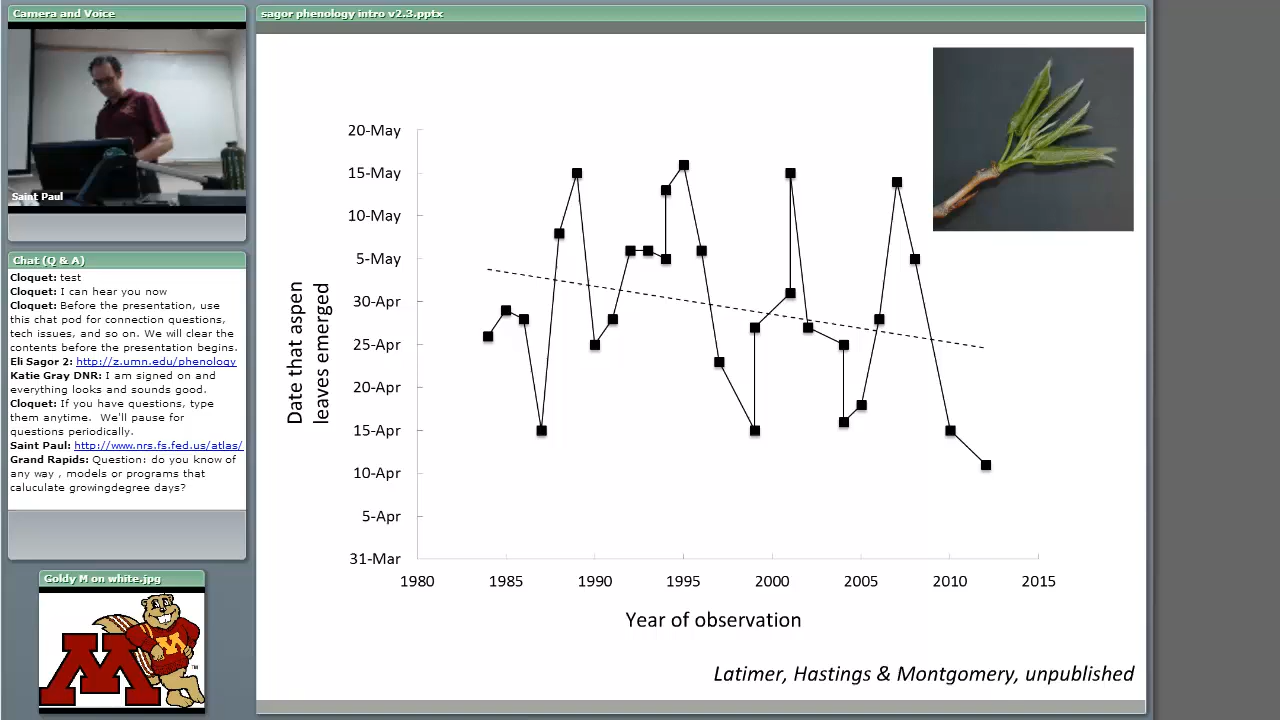 Camera and Voice
Saint Paul
Chat (Q & A)
Cloquet: test
Cloquet: I can hear you now
Cloquet: Before the presentation, use
this chat pod for connection questions,
tech issues, and so on. We will clear the
contents before the presentation begins.
Eli Sagor 2: http://z.umn.edu/phenology
Katie Gray DNR: I am signed on and
everything looks and sounds good.
Cloquet: If you have questions, type
them anytime. We'll pause for
questions periodically.
Saint Paul: http://www.nrs.fs.fed.us/atlas/
Grand Rapids: Question: do you know of
any way , models or programs that
caluculate growingdegree days?
Goldy M on white.jpg
M
M
TM
sagor phenology intro v2.3.pptx
20-May
15-May
10-May
5-May
30-Apr
25-Apr
20-Apr
15-Apr
10-Apr
5-Apr
31-Mar
Date that aspen
leaves emerged
1980 1985 1990 1995 2000 2005 2010 2015
Year of observation
Latimer, Hastings & Montgomery, unpublished